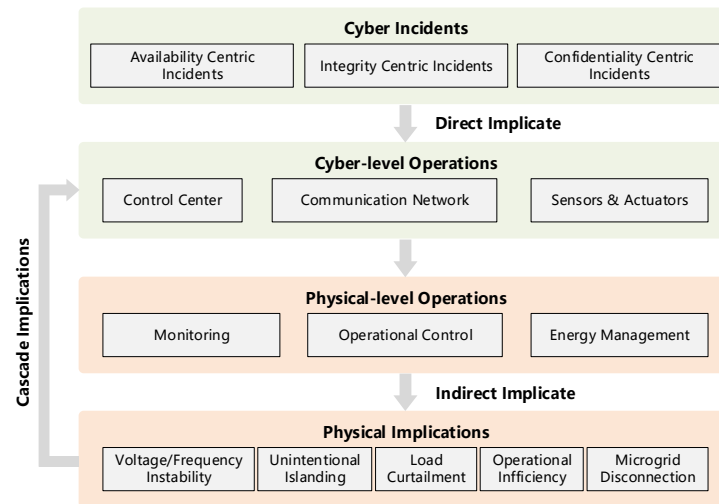 Cyber Incidents
Availability Centric
Incidents
Integrity Centric Incidents
Confidentiality Centric
Incidents
Direct Implicate
Cyber-level Operations
Control Center
Communication Network
Sensors & Actuators
Cascade Implications
Physical-level Operations
Monitoring
Operational Control
Energy Management
Indirect Implicate
Physical Implications
Voltage/Frequency
Instability
Unintentional
Islanding
Load
Curtailment
Operational
Infficiency
Microgrid
Disconnection